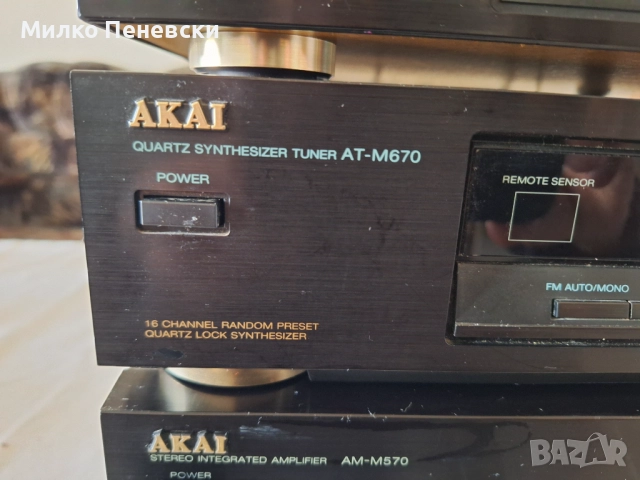 Милко Пеневски
AKAI
QUARTZ SYNTHESIZER TUNER AT-M670
POWER
REMOTE SENSOR
FM AUTO/MONO
16 CHANNEL RANDOM PRESET
QUARTZ LOCK SYNTHESIZER
AKAI
STEREO INTEGRATED AMPLIFIER AM-M570
POWER
BAZAR